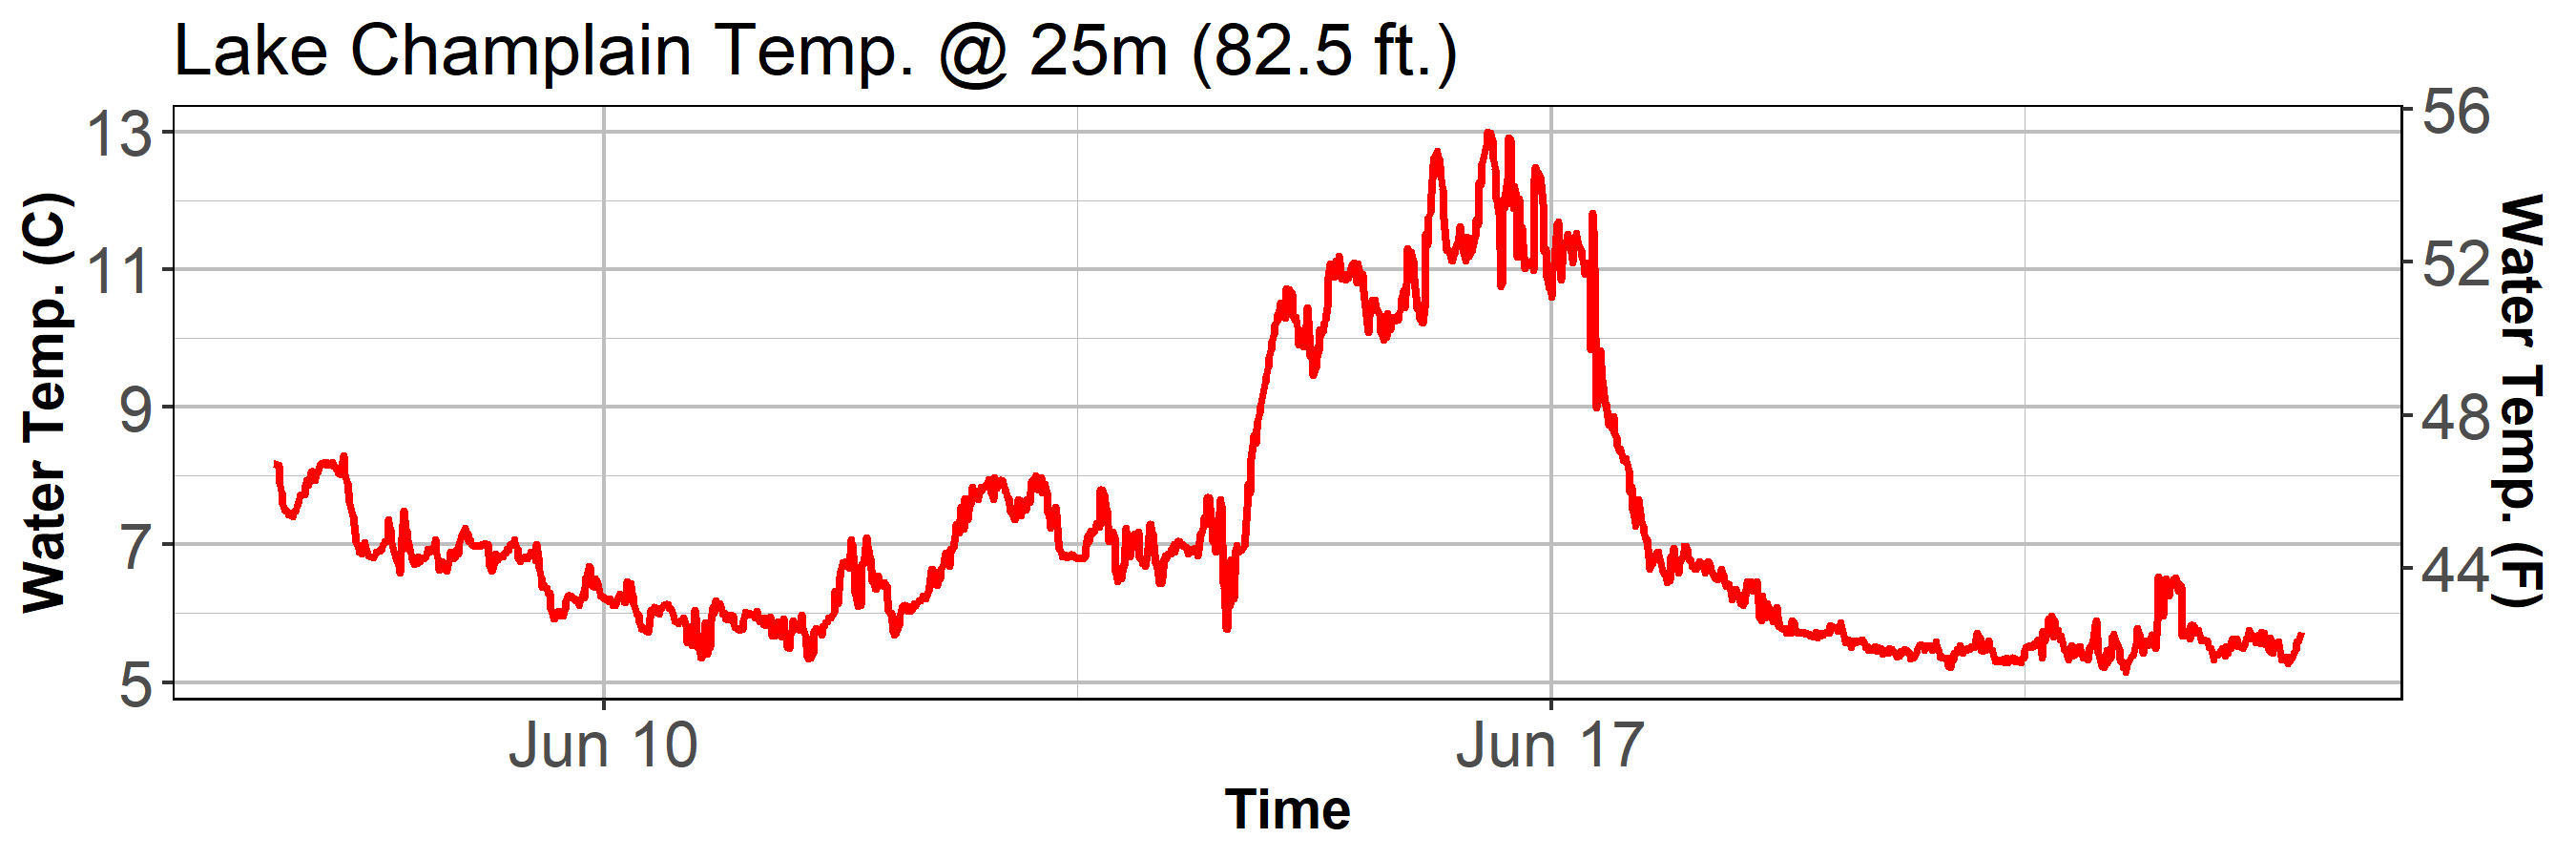 Lake Champlain Temp. @ 25m (82.5 ft.)
Water Temp. (C)
13
11
9
7
5
56
52
48
44
Water Temp. (F)
Jun 10
Jun 17
Time